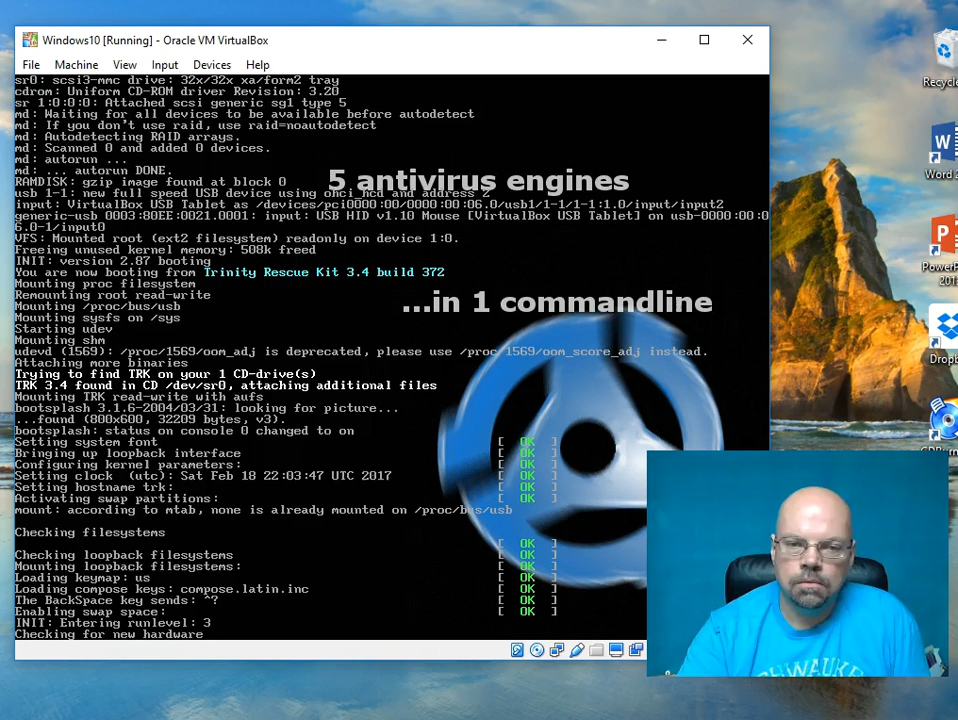 Windows10 [Running] - Oracle VM VirtualBox
File Machine View Input Devices Help
sr0: scsi3-mmc drive: 32x/32x xa/form2 tray
cdrom: Uniform CD-ROM driver Revision: 3.20
sr 1:0:0:0: Attached scsi generic sg1 type 5
md: Waiting for all devices to be available before autodetect
md: If you don't use raid, use raid=noautodetect
md: Autodetecting RAID arrays.
md: Scanned 0 and added 0 devices.
md: autorun ...
md: ... autorun DONE.
RAMDISK: gzip image found at block 0
5 antivirus engines
usb 1-1: new full speed USB device using ohci_hcd and address 2
input: VirtualBox USB Tablet as /devices/pci0000:00/0000:00:06.0/usb1/1-1/1-1:1.0/input/input2
generic-usb 0003:80EE:0021.0001: input: USB HID v1.10 Mouse [VirtualBox USB Tablet] on usb-0000:00:0
6.0-1/input0
VFS: Mounted root (ext2 filesystem) readonly on device 1:0.
Freeing unused kernel memory: 508k freed
INIT: version 2.87 booting
You are now booting from Trinity Rescue Kit 3.4 build 372
Mounting proc filesystem
Remounting root read-write
Mounting /proc/bus/usb
...in 1 commandline
Mounting sysfs on /sys
Starting udev
Mounting shm
udevd (1569): /proc/1569/oom_adj is deprecated, please use /proc/1569/oom_score_adj instead.
Attaching more binaries
Trying to find TRK on your 1 CD-drive(s)
TRK 3.4 found in CD /dev/sr0, attaching additional files
Mounting TRK read-write with aufs
bootsplash 3.1.6-2004/03/31: looking for picture...
...found (800x600, 32209 bytes, v3).
bootsplash: status on console 0 changed to on
Setting system font [ OK ]
Bringing up loopback interface [ OK ]
Configuring kernel parameters: [ OK ]
Setting clock (utc): Sat Feb 18 22:03:47 UTC 2017 [ OK ]
Setting hostname trk: [ OK ]
Activating swap partitions: [ OK ]
mount: according to mtab, none is already mounted on /proc/bus/usb
Checking filesystems
[ OK ]
Checking loopback filesystems [ OK ]
Mounting loopback filesystems: [ OK ]
Loading keymap: us [ OK ]
Loading compose keys: compose.latin.inc [ OK ]
The BackSpace key sends: ^? [ OK ]
Enabling swap space: [ OK ]
INIT: Entering runlevel: 3
Checking for new hardware
Recycle
Word 2
PowerP
201
Dropb